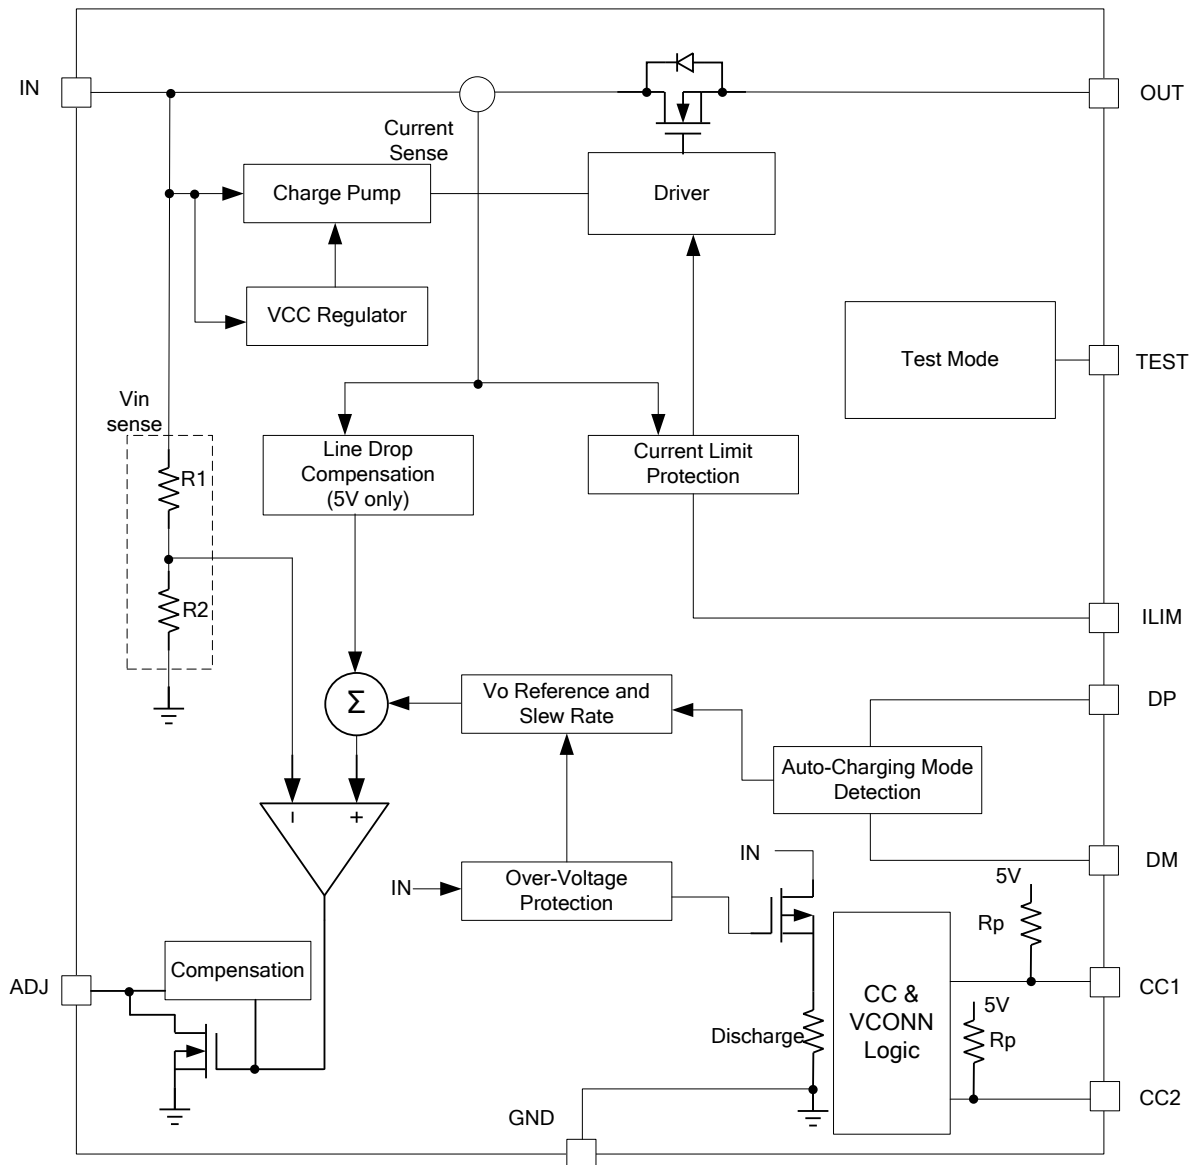 IN
OUT
Current
Sense
Charge Pump
Driver
VCC Regulator
Test Mode
TEST
Vin
sense
R1
R2
Line Drop
Compensation
(5V only)
Current Limit
Protection
ILIM
Σ
Vo Reference and
Slew Rate
DP
Auto-Charging Mode
Detection
DM
–
+
IN
Over-Voltage
Protection
IN
5V
Rp
ADJ
Compensation
CC &
VCONN
Logic
CC1
5V
Rp
Discharge
CC2
GND